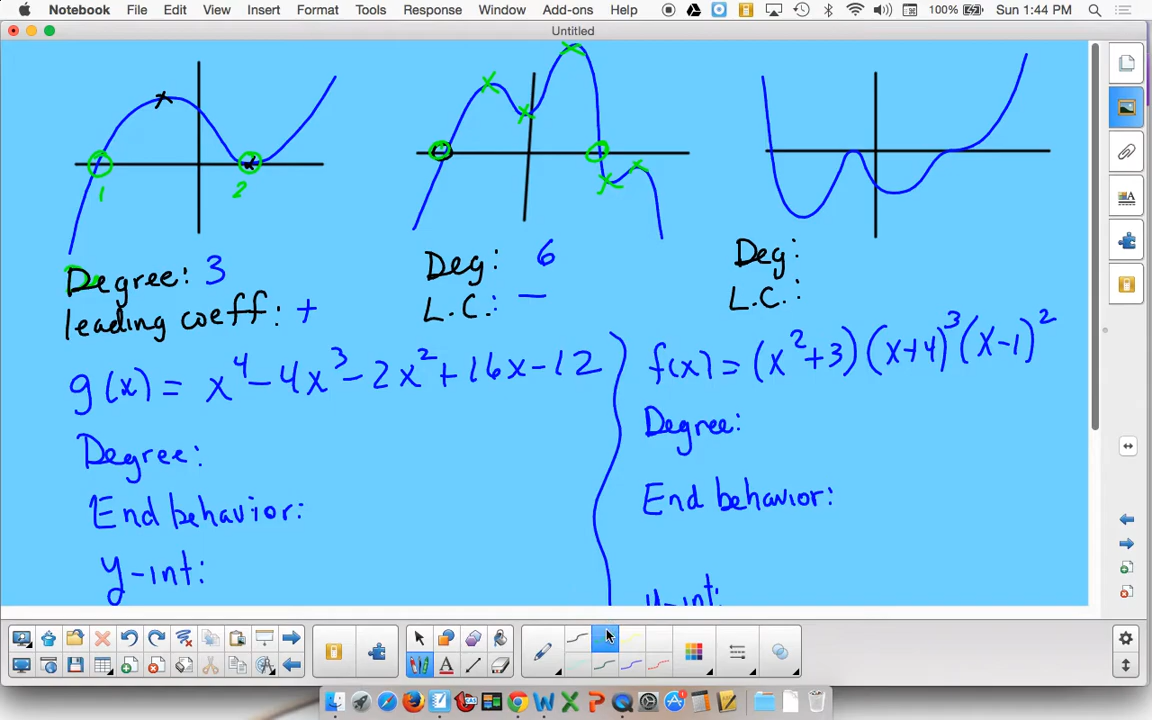 Notebook File Edit View Insert Format Tools Response Window Add-ons Help 100% Sun 1:44 PM
Untitled
1 2
Degree: 3
leading coeff: +
Deg: 6
L.C.: —
Deg:
L.C.:
g(x) = x⁴-4x³-2x²+16x-12
Degree:
End behavior:
y-int:
f(x) = (x²+3)(x+4)³(x-1)²
Degree:
End behavior:
y-int: